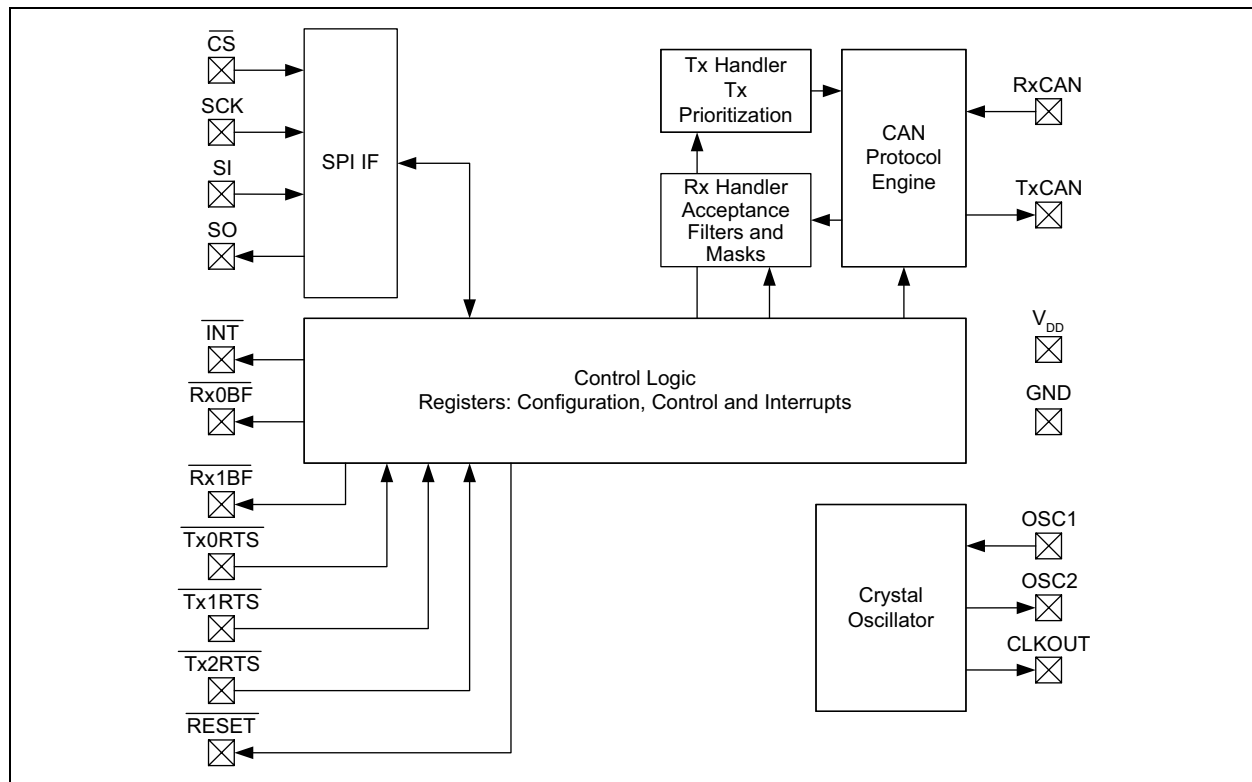 CS
SCK
SI
SO
SPI IF
Tx Handler
Tx
Prioritization
Rx Handler
Acceptance
Filters and
Masks
CAN
Protocol
Engine
RxCAN
TxCAN
VDD
GND
INT
Rx0BF
Rx1BF
Tx0RTS
Tx1RTS
Tx2RTS
RESET
Control Logic
Registers: Configuration, Control and Interrupts
Crystal
Oscillator
OSC1
OSC2
CLKOUT